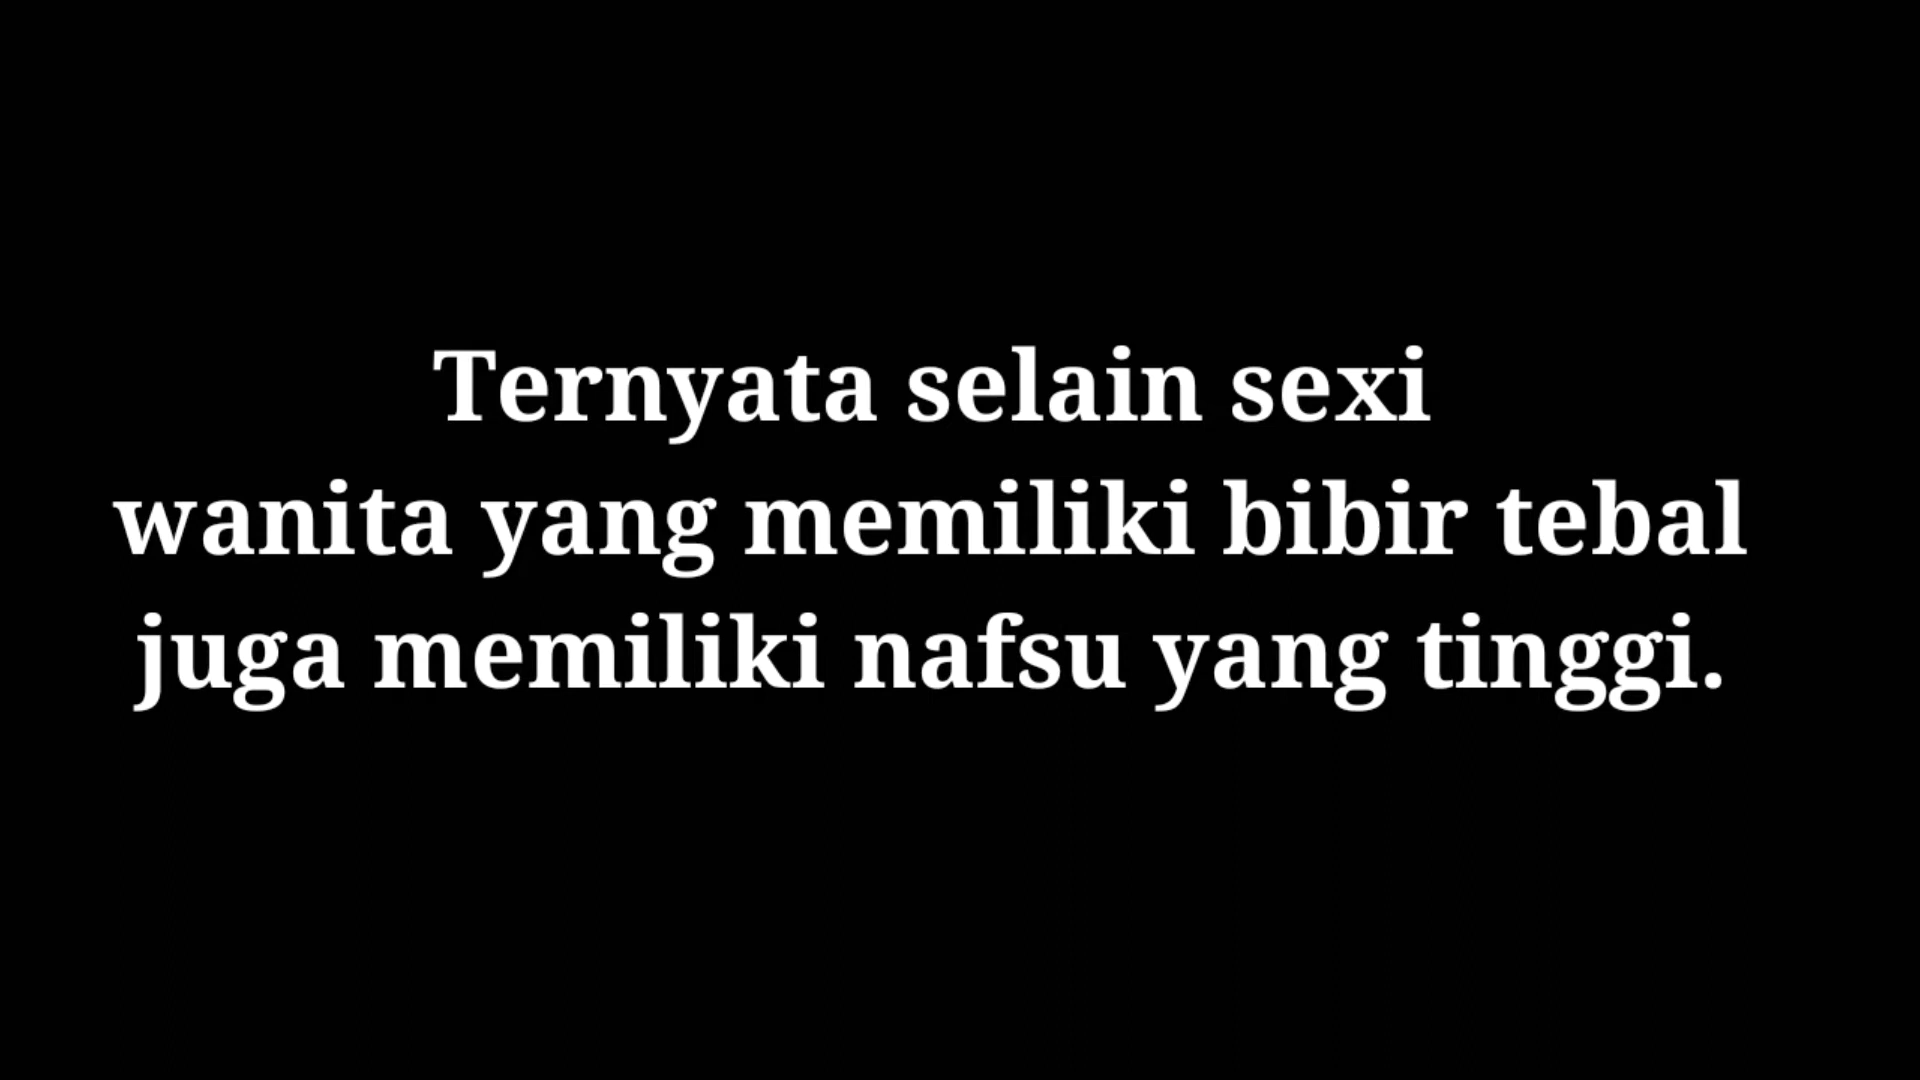 Ternyata selain sexi
wanita yang memiliki bibir tebal
juga memiliki nafsu yang tinggi.